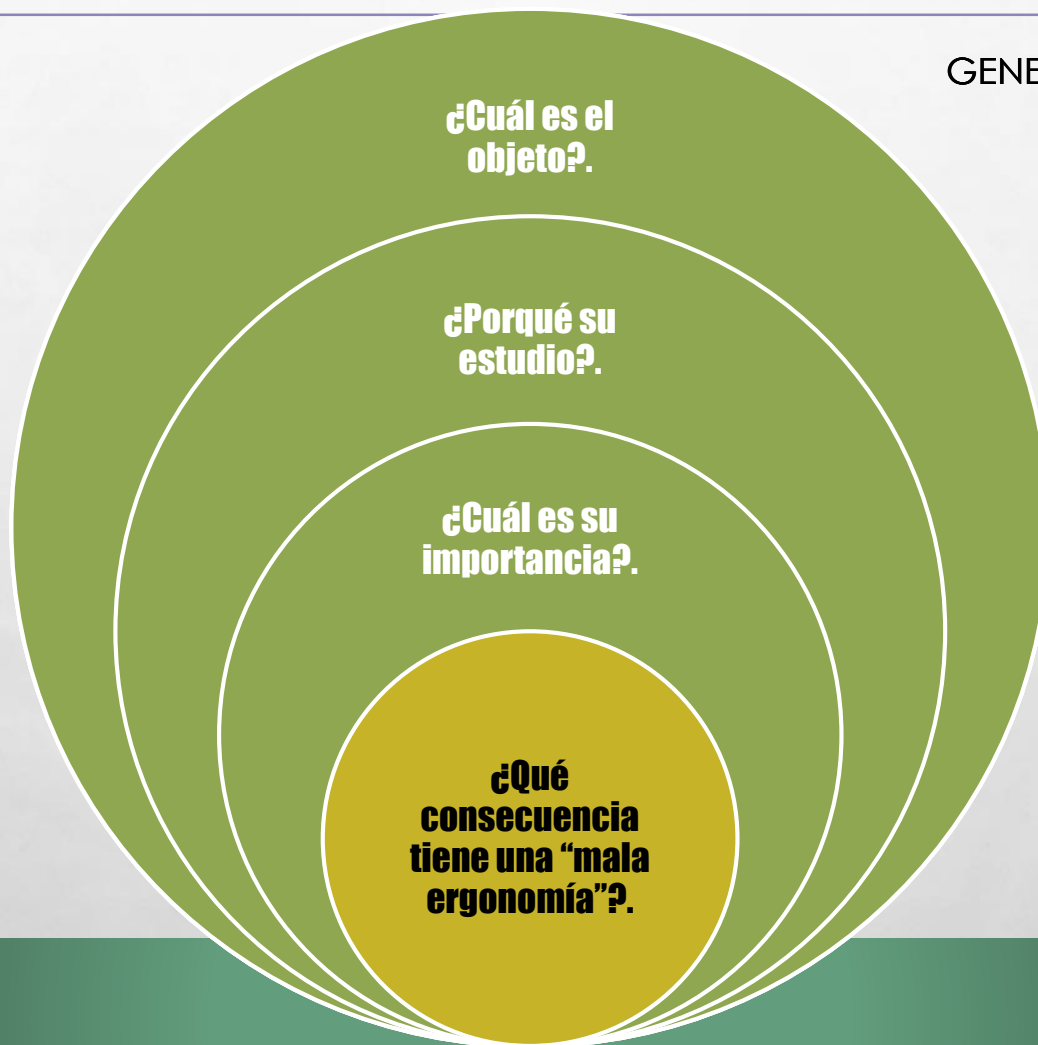 GENE
¿Cuál es el
objeto?.
¿Porqué su
estudio?.
¿Cuál es su
importancia?.
¿Qué
consecuencia
tiene una “mala
ergonomía”?.